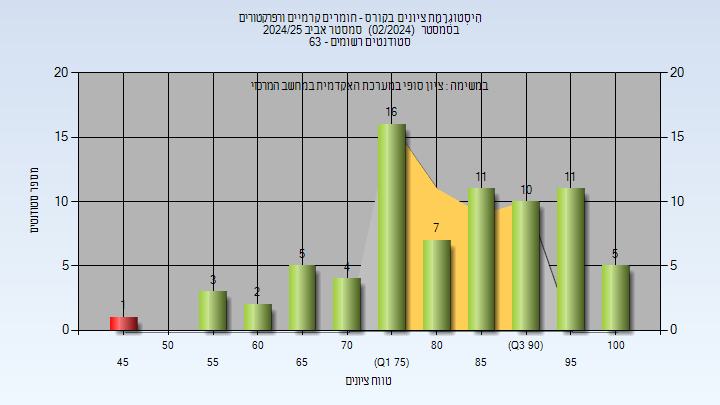 היסטוגרמת ציונים בקורס - חומרים קרמיים ורפרקטורים
בסמסטר (02/2024) סמסטר אביב 2024/25
סטודנטים רשומים - 63
במשימה : ציון סופי במערכת האקדמית במחשב המרכזי
20 20
15 15
10 10
5 5
0 0
מספר סטודנטים
1 3 2 5 4 16 7 11 10 11 5
50 60 70 80 (Q3 90) 100
45 55 65 (Q1 75) 85 95
טווח ציונים